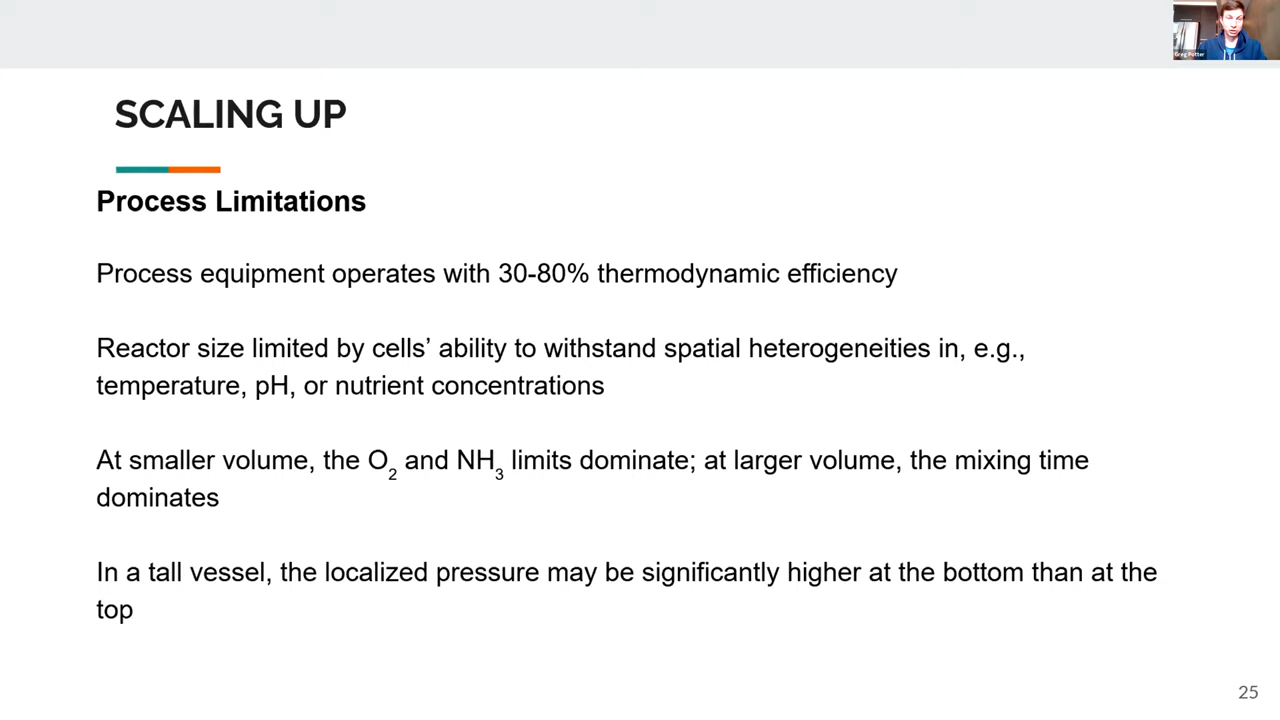 Greg Potter
SCALING UP
Process Limitations
Process equipment operates with 30-80% thermodynamic efficiency
Reactor size limited by cells’ ability to withstand spatial heterogeneities in, e.g.,
temperature, pH, or nutrient concentrations
At smaller volume, the O₂ and NH₃ limits dominate; at larger volume, the mixing time
dominates
In a tall vessel, the localized pressure may be significantly higher at the bottom than at the
top
25